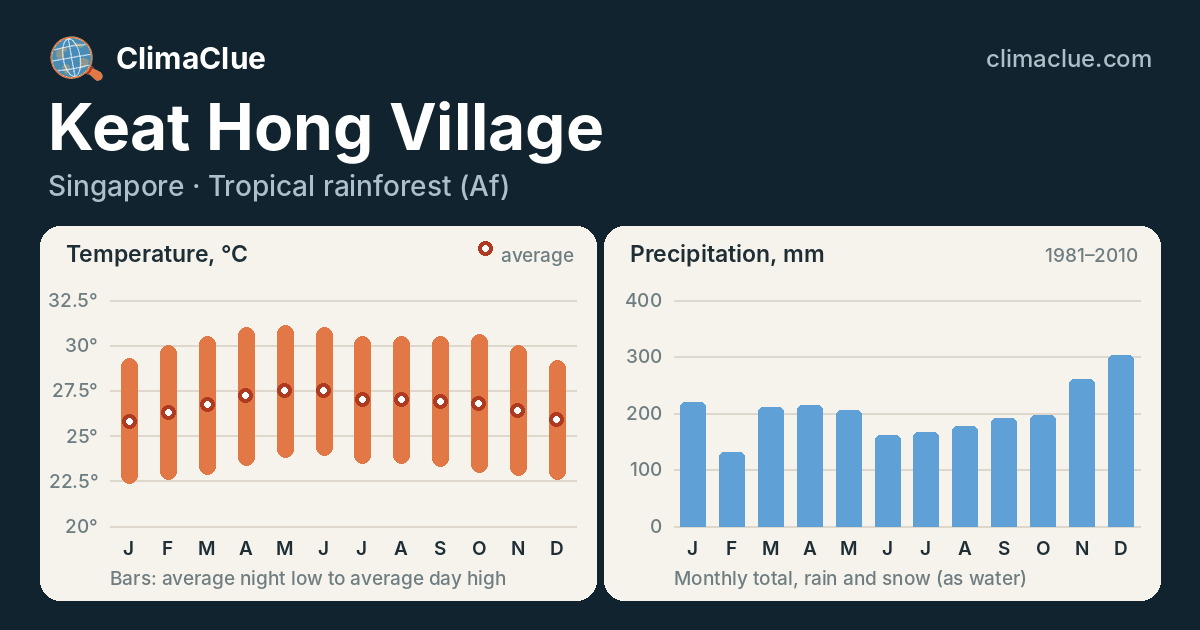 ClimaClue
climaclue.com
Keat Hong Village
Singapore · Tropical rainforest (Af)
Temperature, °C
average
32.5°
30°
27.5°
25°
22.5°
20°
J F M A M J J A S O N D
Bars: average night low to average day high
Precipitation, mm
1981–2010
400
300
200
100
0
J F M A M J J A S O N D
Monthly total, rain and snow (as water)